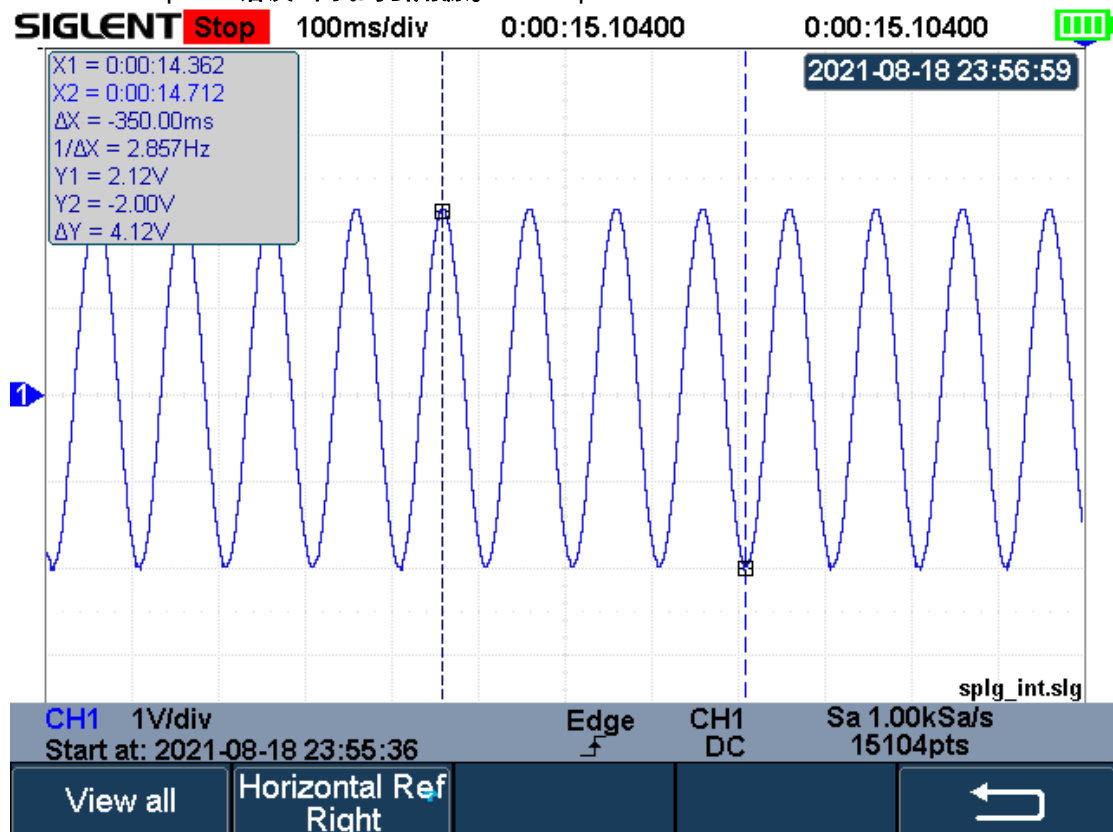 SIGLENT Stop 100ms/div 0:00:15.10400 0:00:15.10400
X1 = 0:00:14.362
X2 = 0:00:14.712
ΔX = -350.00ms
1/ΔX = 2.857Hz
Y1 = 2.12V
Y2 = -2.00V
ΔY = 4.12V
2021-08-18 23:56:59
1
splg_int.slg
CH1 1V/div Edge CH1 Sa 1.00kSa/s
Start at: 2021-08-18 23:55:36 DC 15104pts
View all Horizontal Ref
Right